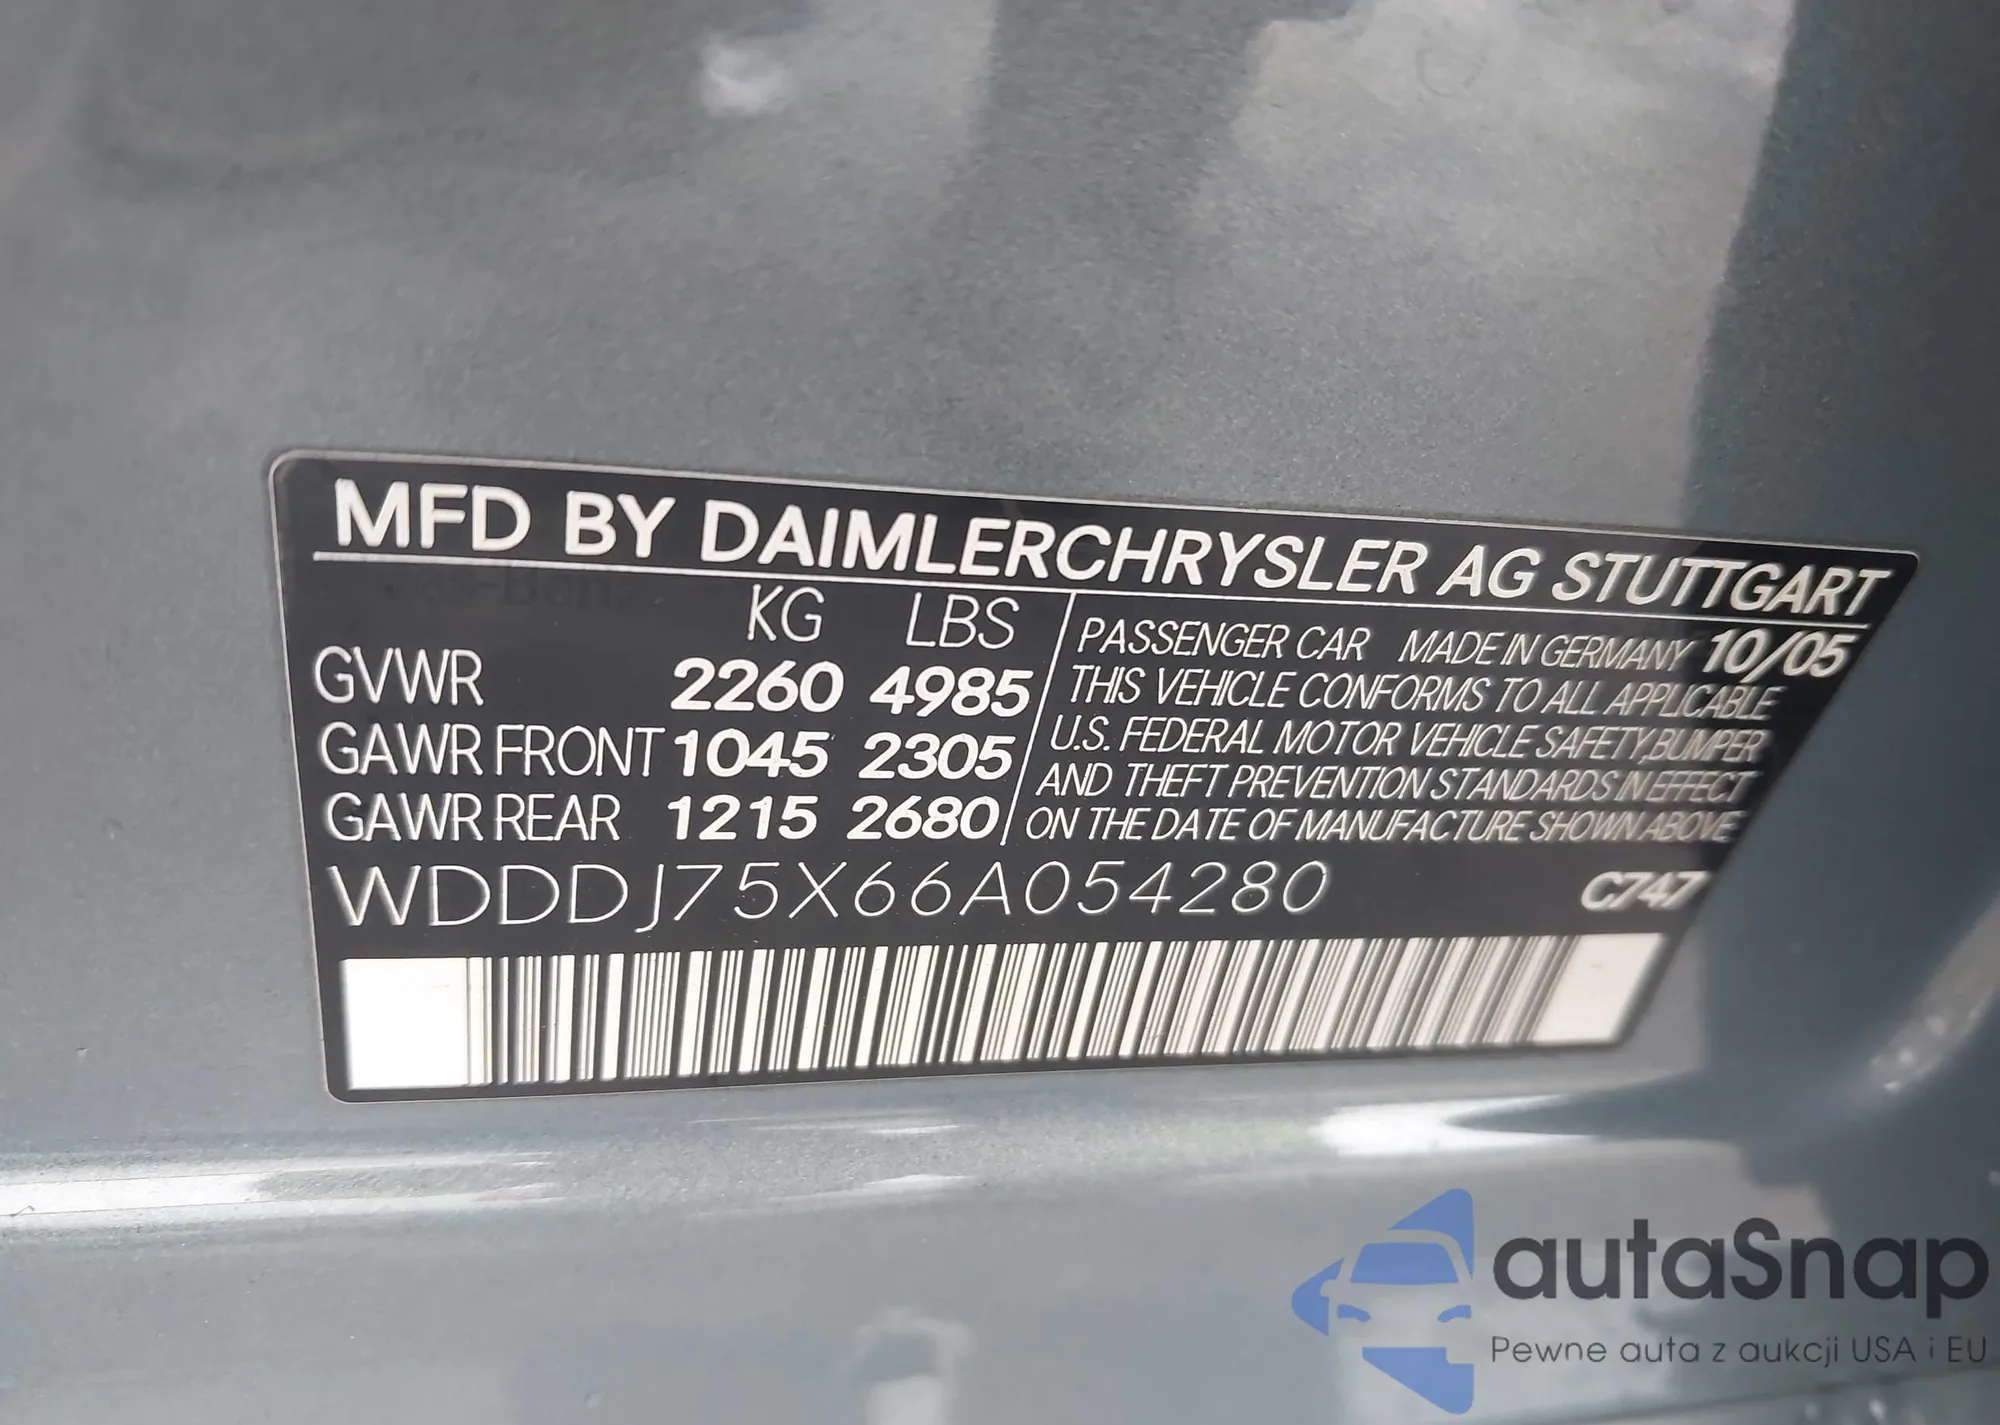 MFD BY DAIMLERCHRYSLER AG STUTTGART
KG LBS
GVWR 2260 4985
GAWR FRONT 1045 2305
GAWR REAR 1215 2680
PASSENGER CAR MADE IN GERMANY 10/05
THIS VEHICLE CONFORMS TO ALL APPLICABLE
U.S. FEDERAL MOTOR VEHICLE SAFETY, BUMPER
AND THEFT PREVENTION STANDARDS IN EFFECT
ON THE DATE OF MANUFACTURE SHOWN ABOVE
WDDDJ75X66A054280 C747
autaSnap
Pewne auta z aukcji USA i EU